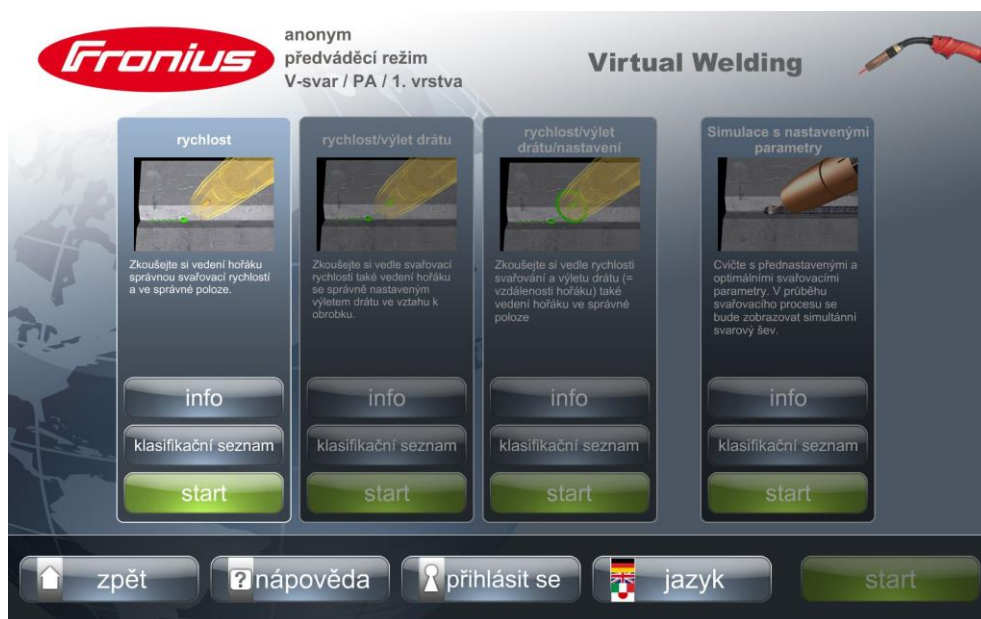 Fronius
anonym
předváděcí režim
V-svar / PA / 1. vrstva
Virtual Welding
rychlost
Zkoušejte si vedení hořáku
správnou svařovací rychlostí
a ve správné poloze.
info
klasifikační seznam
start
rychlost/výlet drátu
Zkoušejte si vedle svařovací
rychlosti také vedení hořáku
se správně nastaveným
výletem drátu ve vztahu k
obrobku.
info
klasifikační seznam
start
rychlost/výlet
drátu/nastavení
Zkoušejte si vedle rychlosti
svařování a výletu drátu (=
vzdálenosti hořáku) také
vedení hořáku ve správné
poloze
info
klasifikační seznam
start
Simulace s nastavenými
parametry
Cvičte s přednastavenými a
optimálními svařovacími
parametry. V průběhu
svařovacího procesu se
bude zobrazovat simultánní
svarový šev.
info
klasifikační seznam
start
zpět
? nápověda
přihlásit se
jazyk
start